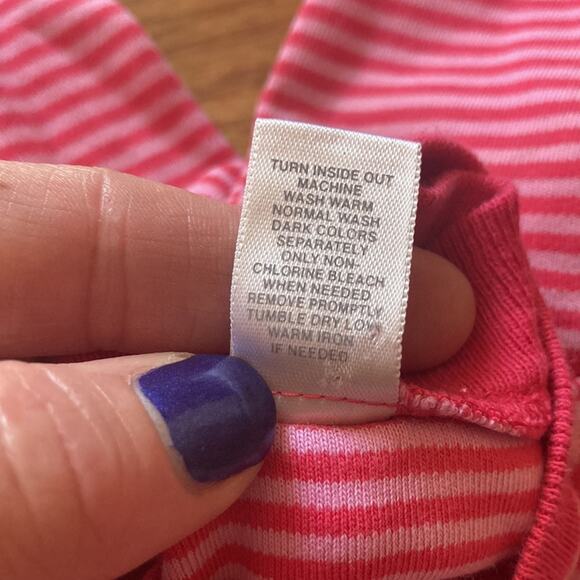 TURN INSIDE OUT
MACHINE
WASH WARM
NORMAL WASH
DARK COLORS
SEPARATELY
ONLY NON
CHLORINE BLEACH
WHEN NEEDED
REMOVE PROMPTLY
TUMBLE DRY LOW
WARM IRON
IF NEEDED